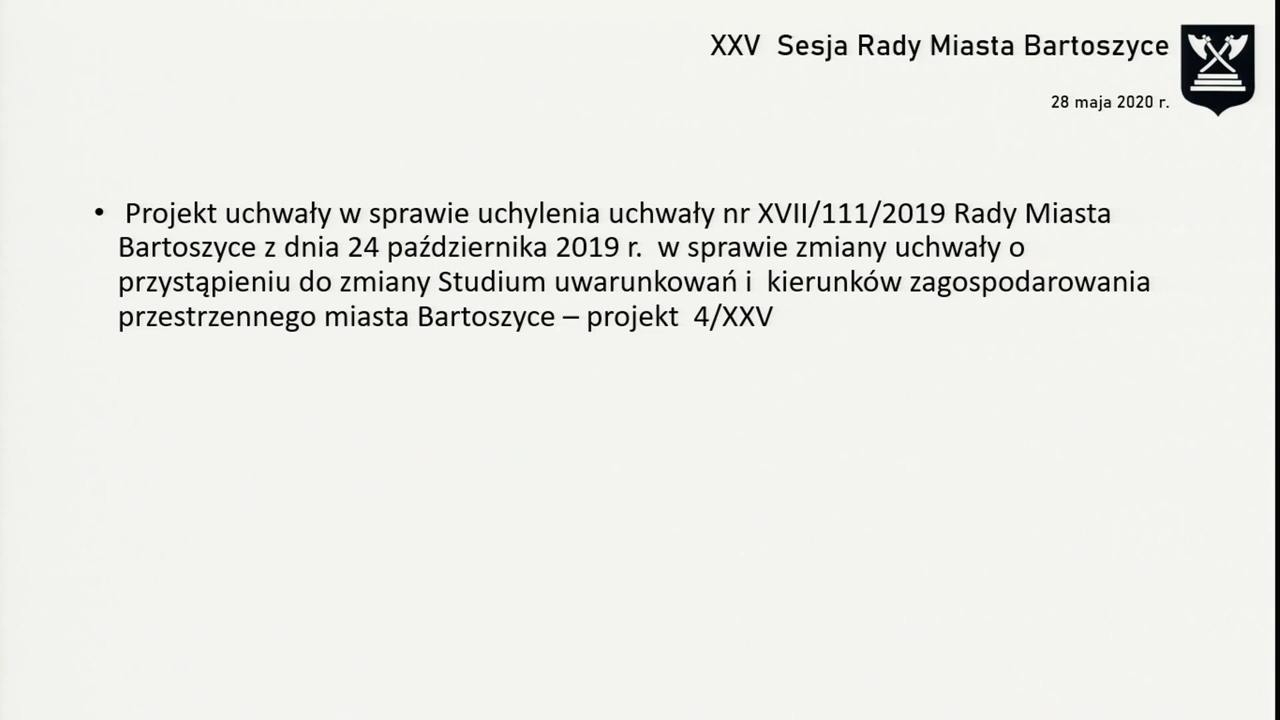 XXV  Sesja Rady Miasta Bartoszyce
28 maja 2020 r.
• Projekt uchwały w sprawie uchylenia uchwały nr XVII/111/2019 Rady Miasta
Bartoszyce z dnia 24 października 2019 r.  w sprawie zmiany uchwały o
przystąpieniu do zmiany Studium uwarunkowań i  kierunków zagospodarowania
przestrzennego miasta Bartoszyce – projekt  4/XXV